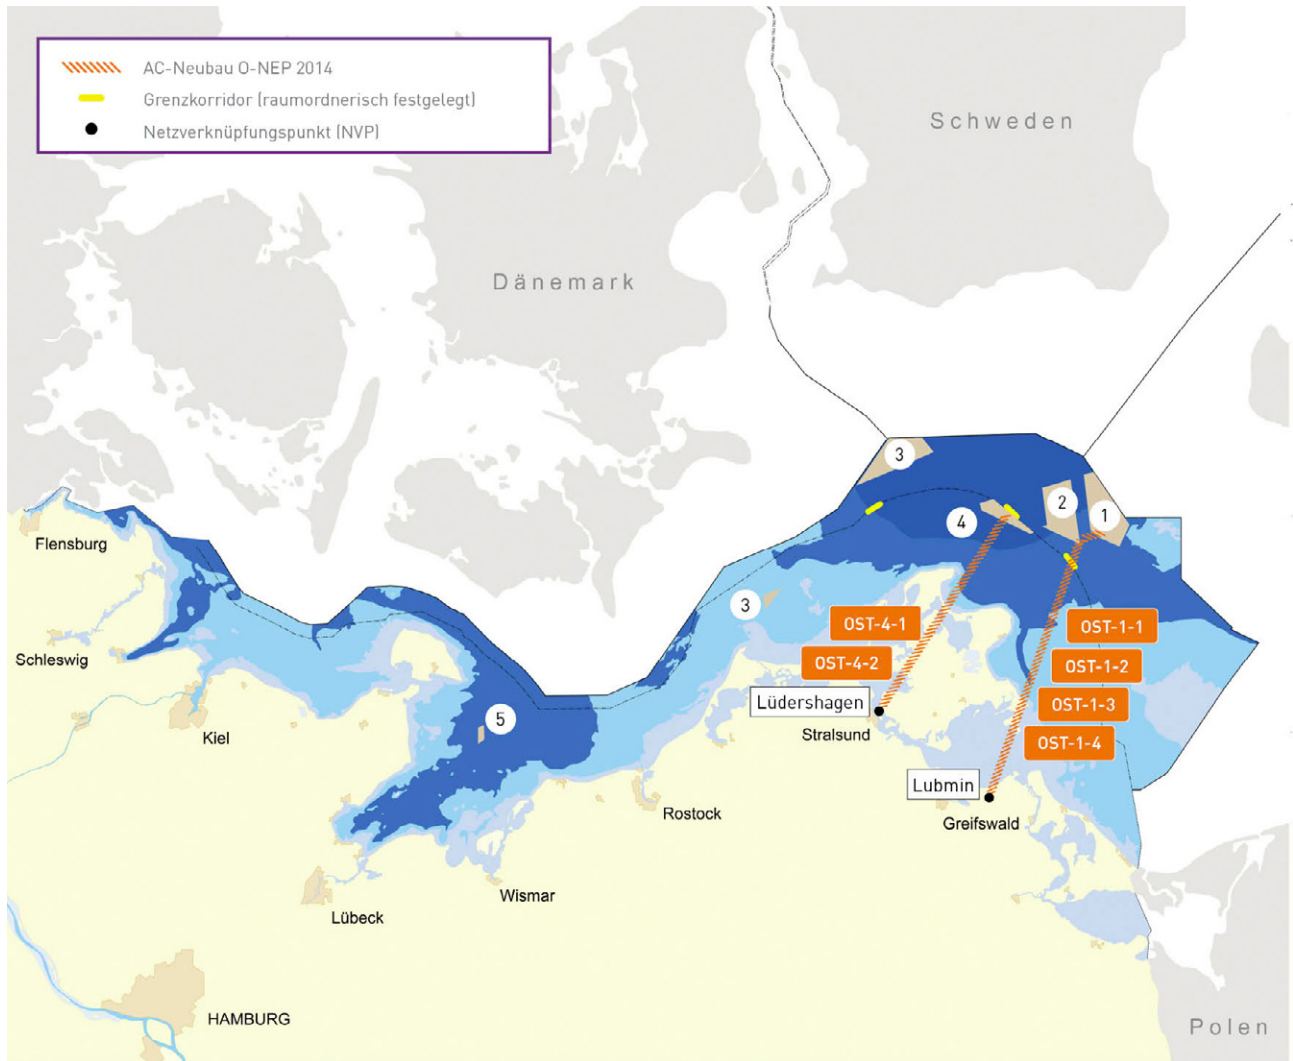 AC-Neubau O-NEP 2014
Grenzkorridor (raumordnerisch festgelegt)
Netzverknüpfungspunkt (NVP)
Schweden
Dänemark
3
2
1
4
Flensburg
3
OST-4-1
OST-1-1
Schleswig
OST-4-2
OST-1-2
Lüdershagen
OST-1-3
5
Kiel
Stralsund
OST-1-4
Lubmin
Rostock
Greifswald
Wismar
Lübeck
HAMBURG
Polen